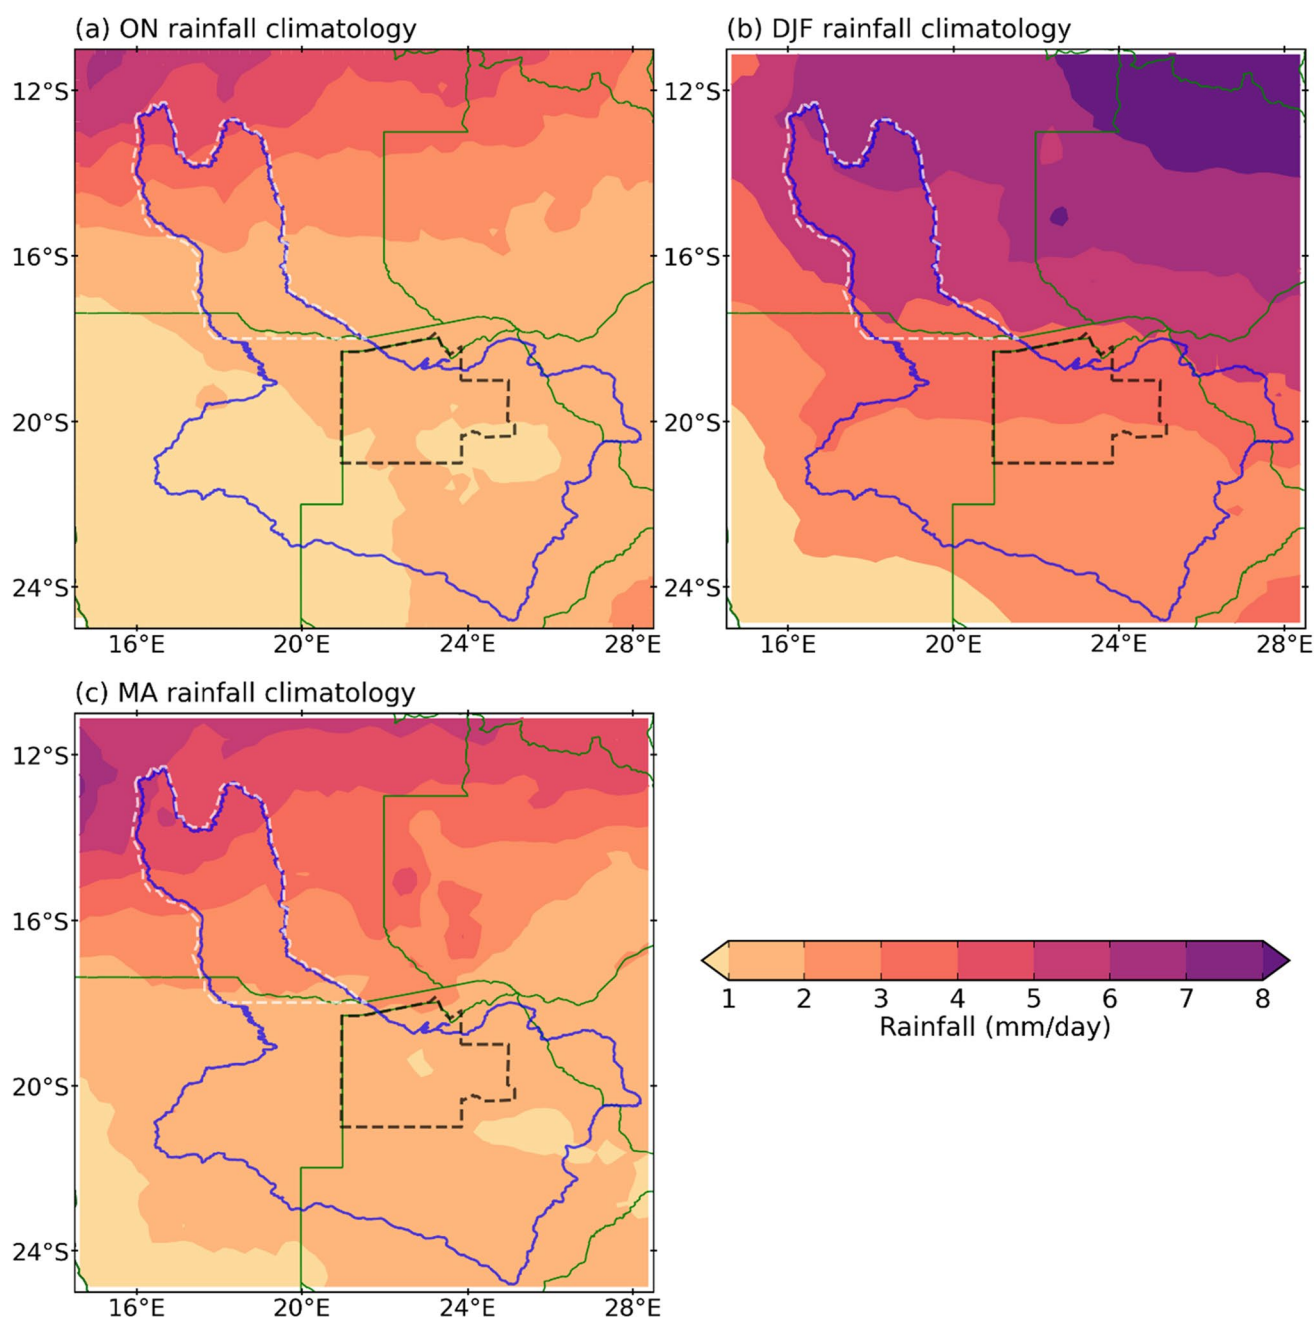 (a) ON rainfall climatology
(b) DJF rainfall climatology
12°S
12°S
16°S
16°S
20°S
20°S
24°S
24°S
16°E 20°E 24°E 28°E
16°E 20°E 24°E 28°E
(c) MA rainfall climatology
12°S
16°S
20°S
24°S
16°E 20°E 24°E 28°E
1 2 3 4 5 6 7 8
Rainfall (mm/day)